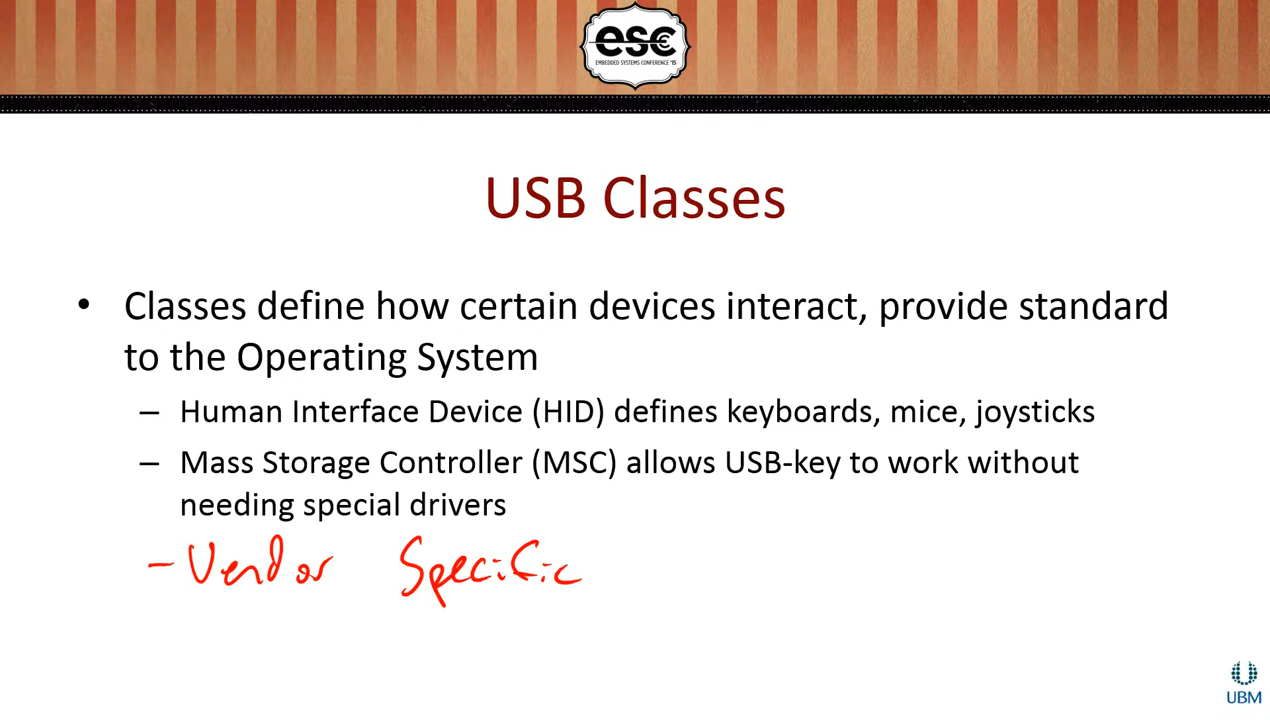 esc
EMBEDDED SYSTEMS CONFERENCE '15
USB Classes
• Classes define how certain devices interact, provide standard
to the Operating System
– Human Interface Device (HID) defines keyboards, mice, joysticks
– Mass Storage Controller (MSC) allows USB-key to work without
needing special drivers
- Vendor Specific
UBM